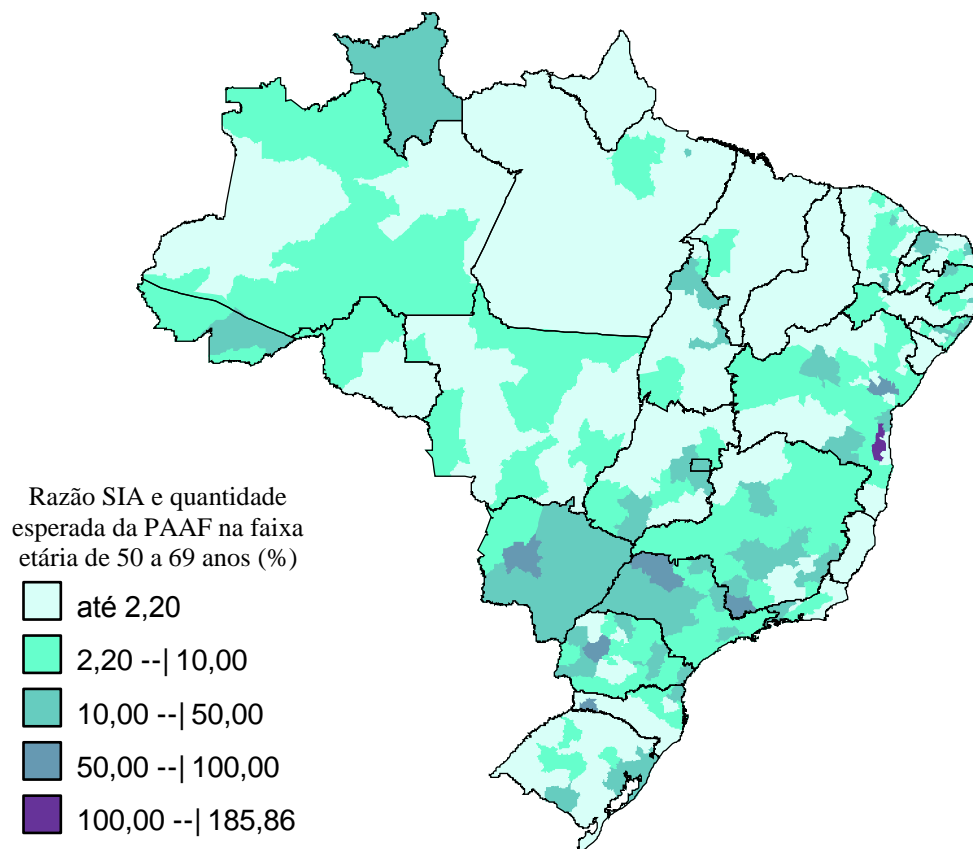 Razão SIA e quantidade
esperada da PAAF na faixa
etária de 50 a 69 anos (%)
até 2,20
2,20 --| 10,00
10,00 --| 50,00
50,00 --| 100,00
100,00 --| 185,86